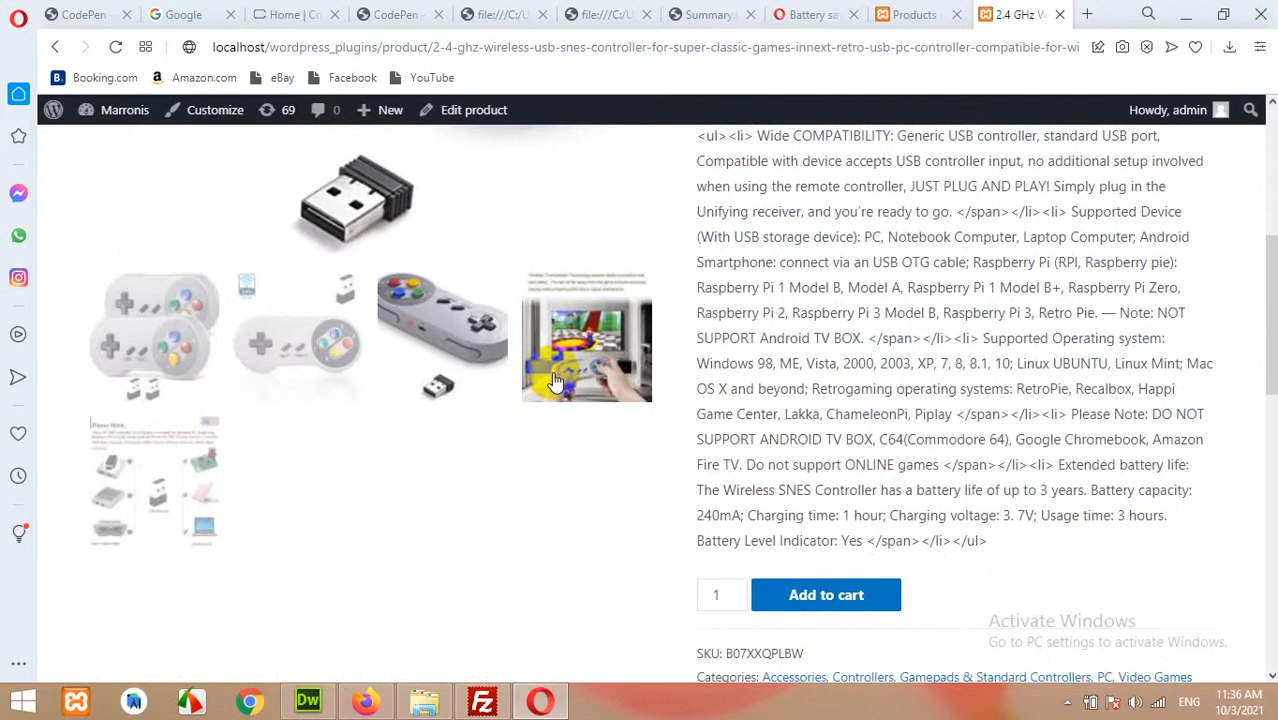 CodePen -
Google
Home | Co
CodePen -
file:///C:/U
file:///C:/U
Summary.
Battery sa
Products
2.4 GHz W
localhost/wordpress_plugins/product/2-4-ghz-wireless-usb-snes-controller-for-super-classic-games-innext-retro-usb-pc-controller-compatible-for-wi
B. Booking.com
a Amazon.com
eBay
Facebook
YouTube
Marronis
Customize
69
0
New
Edit product
Howdy, admin
<ul><li> Wide COMPATIBILITY: Generic USB controller, standard USB port,
Compatible with device accepts USB controller input, no additional setup involved
when using the remote controller, JUST PLUG AND PLAY! Simply plug in the
Unifying receiver, and you're ready to go. </span></li><li> Supported Device
(With USB storage device): PC, Notebook Computer, Laptop Computer; Android
Smartphone: connect via an USB OTG cable; Raspberry Pi (RPI, Raspberry pie):
Raspberry Pi 1 Model B, Model A, Raspberry Pi 1 Model B+, Raspberry Pi Zero,
Raspberry Pi 2, Raspberry Pi 3 Model B, Raspberry Pi 3, Retro Pie. — Note: NOT
SUPPORT Android TV BOX. </span></li><li> Supported Operating system:
Windows 98, ME, Vista, 2000, 2003, XP, 7, 8, 8.1, 10; Linux UBUNTU, Linux Mint; Mac
OS X and beyond; Retrogaming operating systems: RetroPie, Recalbox, Happi
Game Center, Lakka, ChameleonPi, Piplay </span></li><li> Please Note: DO NOT
SUPPORT ANDROID TV BOX, C64(Commodore 64), Google Chromebook, Amazon
Fire TV. Do not support ONLINE games </span></li><li> Extended battery life:
The Wireless SNES Controller has a battery life of up to 3 years. Battery capacity:
240mA; Charging time: 1 hour; Charging voltage: 3. 7V; Usage time: 3 hours.
Battery Level Indicator: Yes </span></li></ul>
Please Note:
1
Add to cart
Activate Windows
Go to PC settings to activate Windows.
SKU: B07XXQPLBW
Categories: Accessories, Controllers, Gamepads & Standard Controllers, PC, Video Games
Dw
Fz
ENG
11:36 AM
10/3/2021